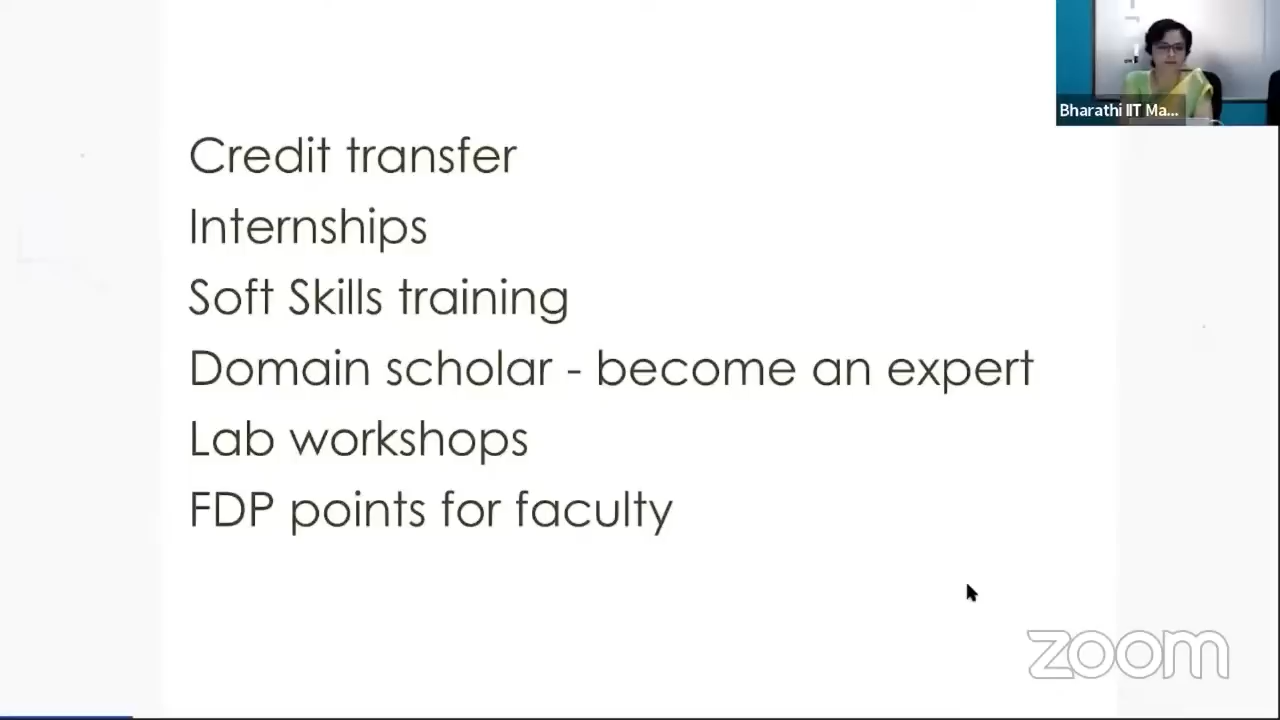 Bharathi IIT Ma...
Credit transfer
Internships
Soft Skills training
Domain scholar - become an expert
Lab workshops
FDP points for faculty
zoom